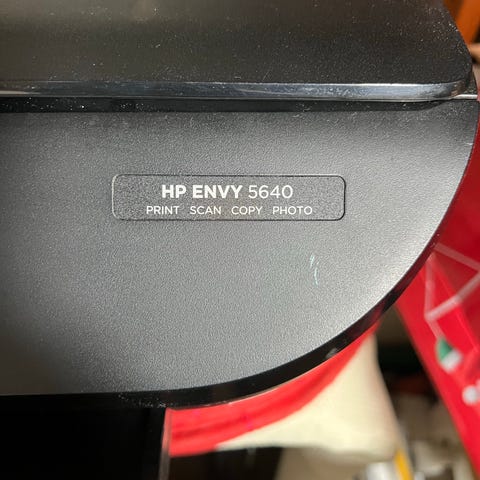 HP ENVY 5640
PRINT SCAN COPY PHOTO